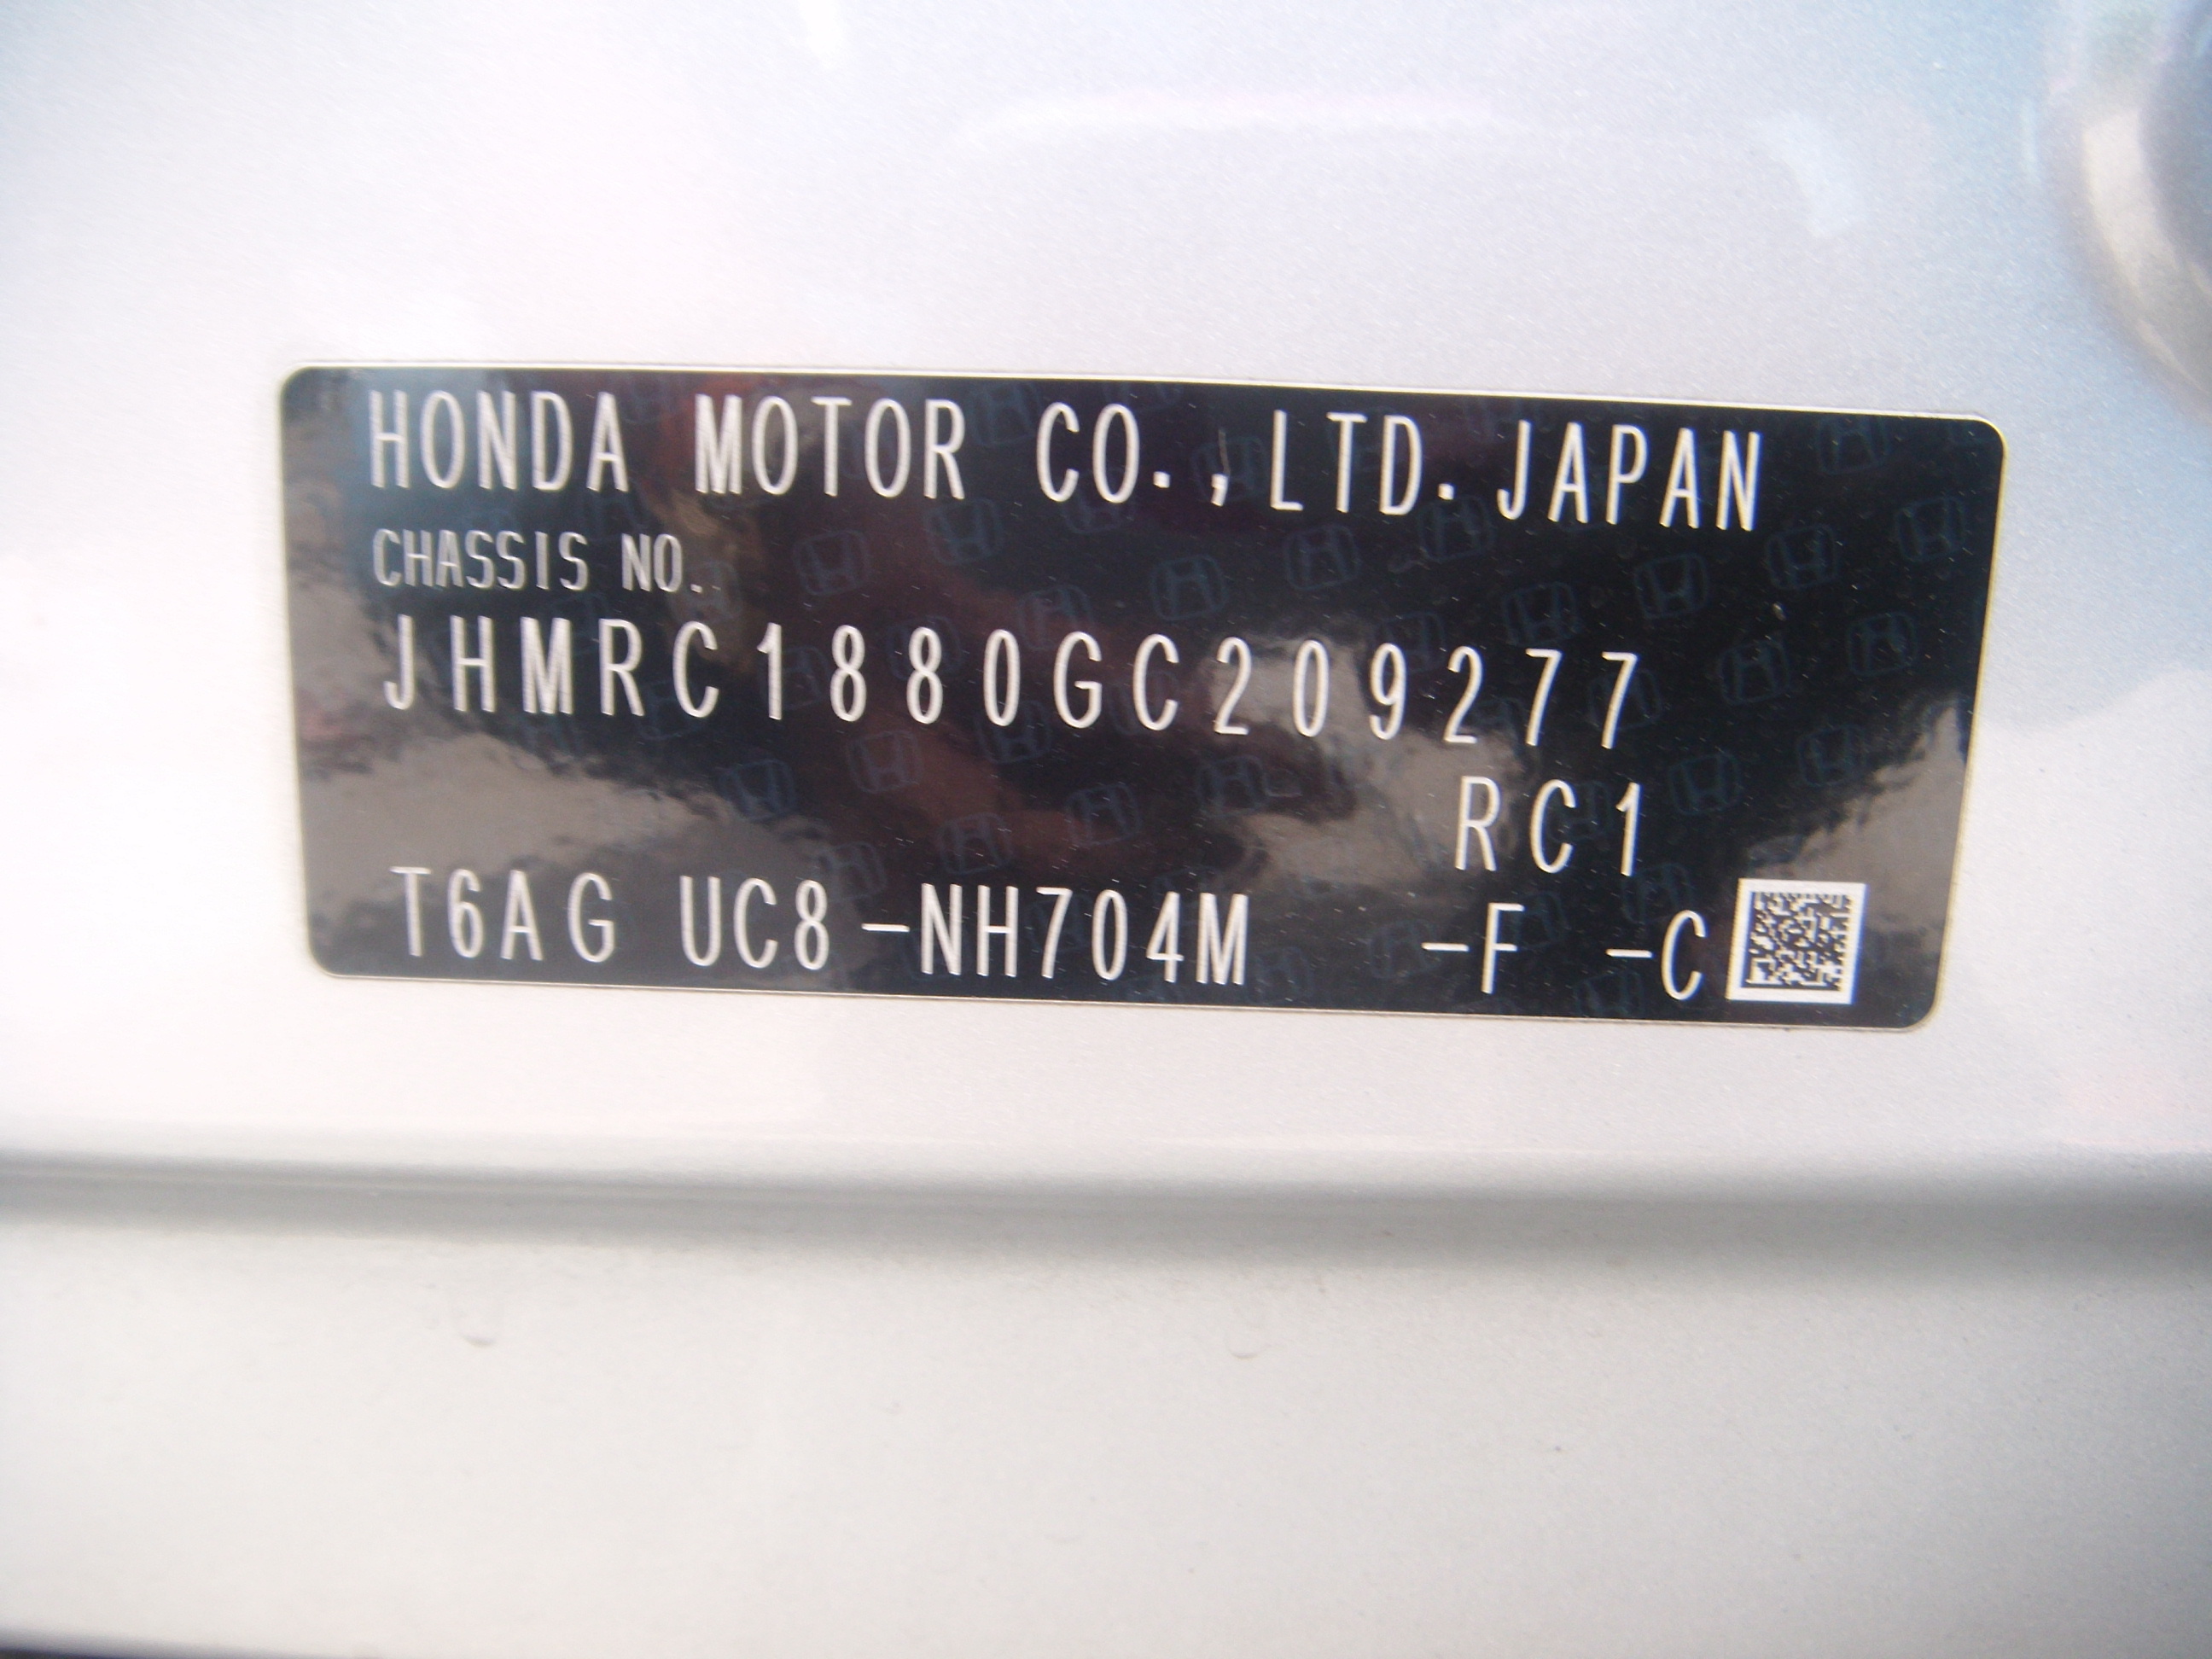 HONDA MOTOR CO.,LTD.JAPAN
CHASSIS NO.
JHMRC1880GC209277
RC1
T6AG UC8-NH704M -F -C